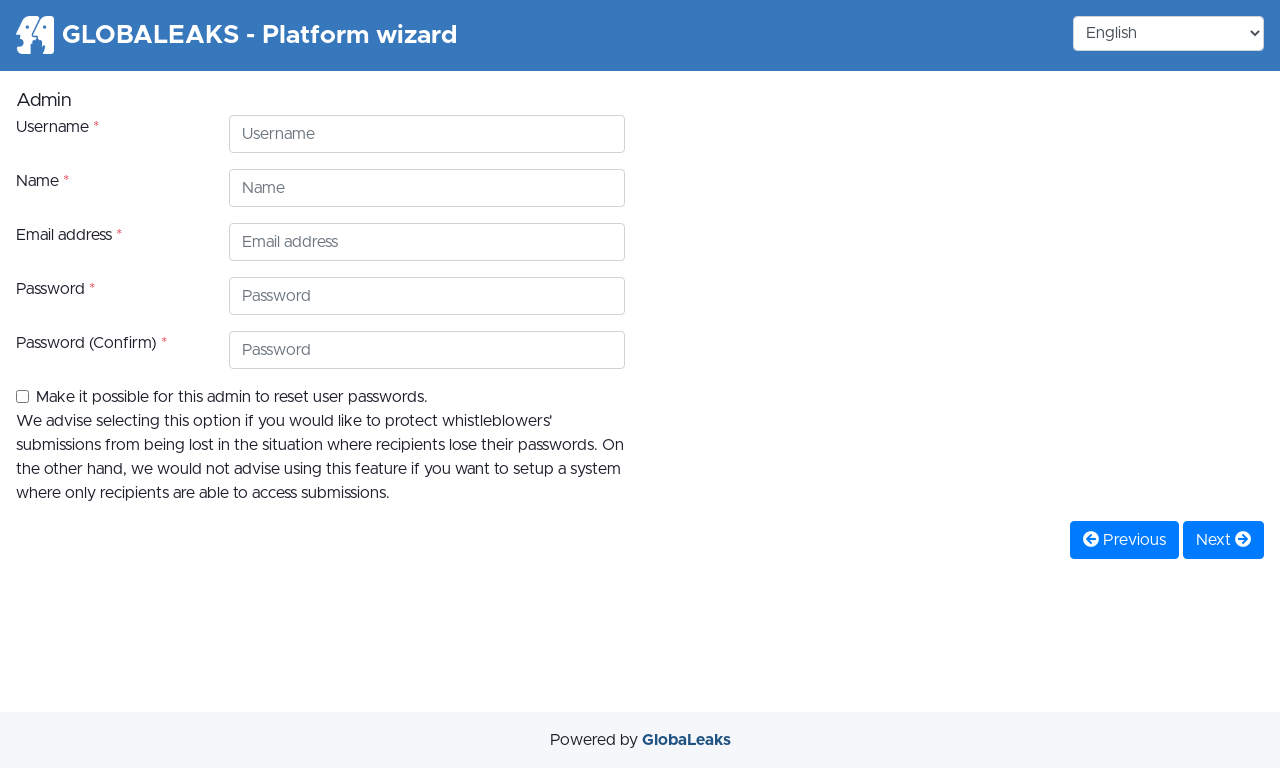 GLOBALEAKS - Platform wizard
English
Admin
Username *
Username
Name *
Name
Email address *
Email address
Password *
Password
Password (Confirm) *
Password
Make it possible for this admin to reset user passwords.
We advise selecting this option if you would like to protect whistleblowers'
submissions from being lost in the situation where recipients lose their passwords. On
the other hand, we would not advise using this feature if you want to setup a system
where only recipients are able to access submissions.
Previous
Next
Powered by GlobaLeaks